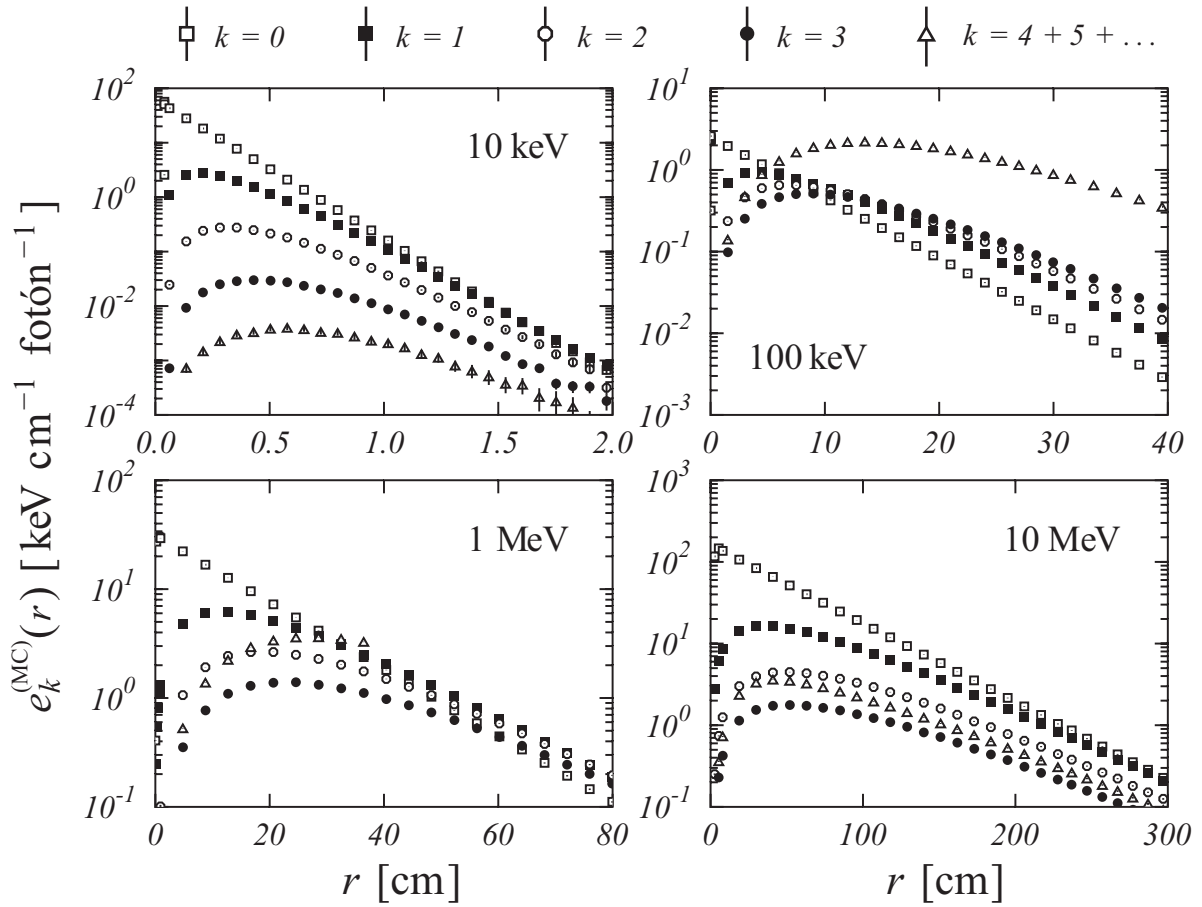 k = 0 k = 1 k = 2 k = 3 k = 4 + 5 + ...
e_k^(MC)(r) [ keV cm^−1 fotón^−1 ]
10^2
10^0
10^−2
10^−4
10 keV
0.0 0.5 1.0 1.5 2.0
10^1
10^0
10^−1
10^−2
10^−3
100 keV
0 10 20 30 40
10^2
10^1
10^0
10^−1
1 MeV
0 20 40 60 80
r [cm]
10^3
10^2
10^1
10^0
10^−1
10 MeV
0 100 200 300
r [cm]